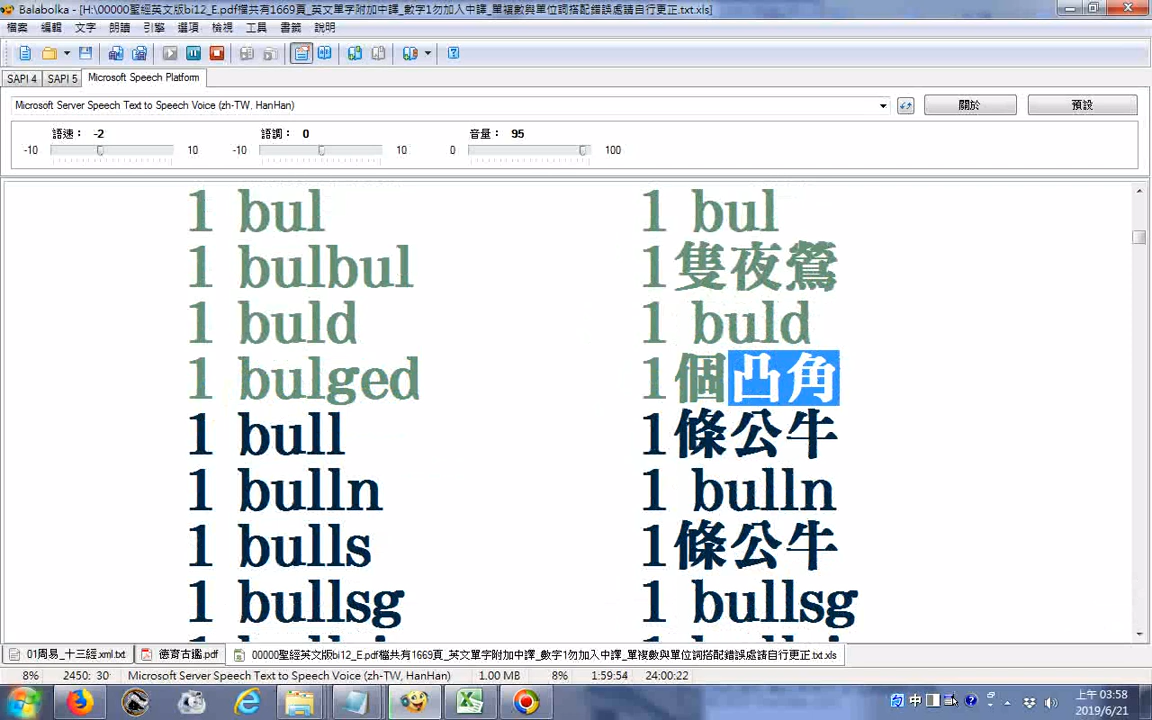 Balabolka - [H:\00000聖經英文版bi12_E.pdf檔共有1669頁_英文單字附加中譯_數字1勿加入中譯_單複數與單位詞搭配錯誤處請自行更正.txt.xls]
檔案 編輯 文字 朗讀 引擎 選項 檢視 工具 書籤 說明
SAPI 4 SAPI 5 Microsoft Speech Platform
Microsoft Server Speech Text to Speech Voice (zh-TW, HanHan) 關於 預設
語速： -2 語調： 0 音量： 95
-10 10 -10 10 0 100
1 bul 1 bul
1 bulbul 1隻夜鶯
1 buld 1 buld
1 bulged 1個凸角
1 bull 1條公牛
1 bulln 1 bulln
1 bulls 1條公牛
1 bullsg 1 bullsg
01周易_十三經.xml.txt 德育古鑑.pdf 00000聖經英文版bi12_E.pdf檔共有1669頁_英文單字附加中譯_數字1勿加入中譯_單複數與單位詞搭配錯誤處請自行更正.txt.xls
8% 2450; 30 Microsoft Server Speech Text to Speech Voice (zh-TW, HanHan) 1.00 MB 8% 1:59:54 24:00:22
中 上午 03:58
2019/6/21